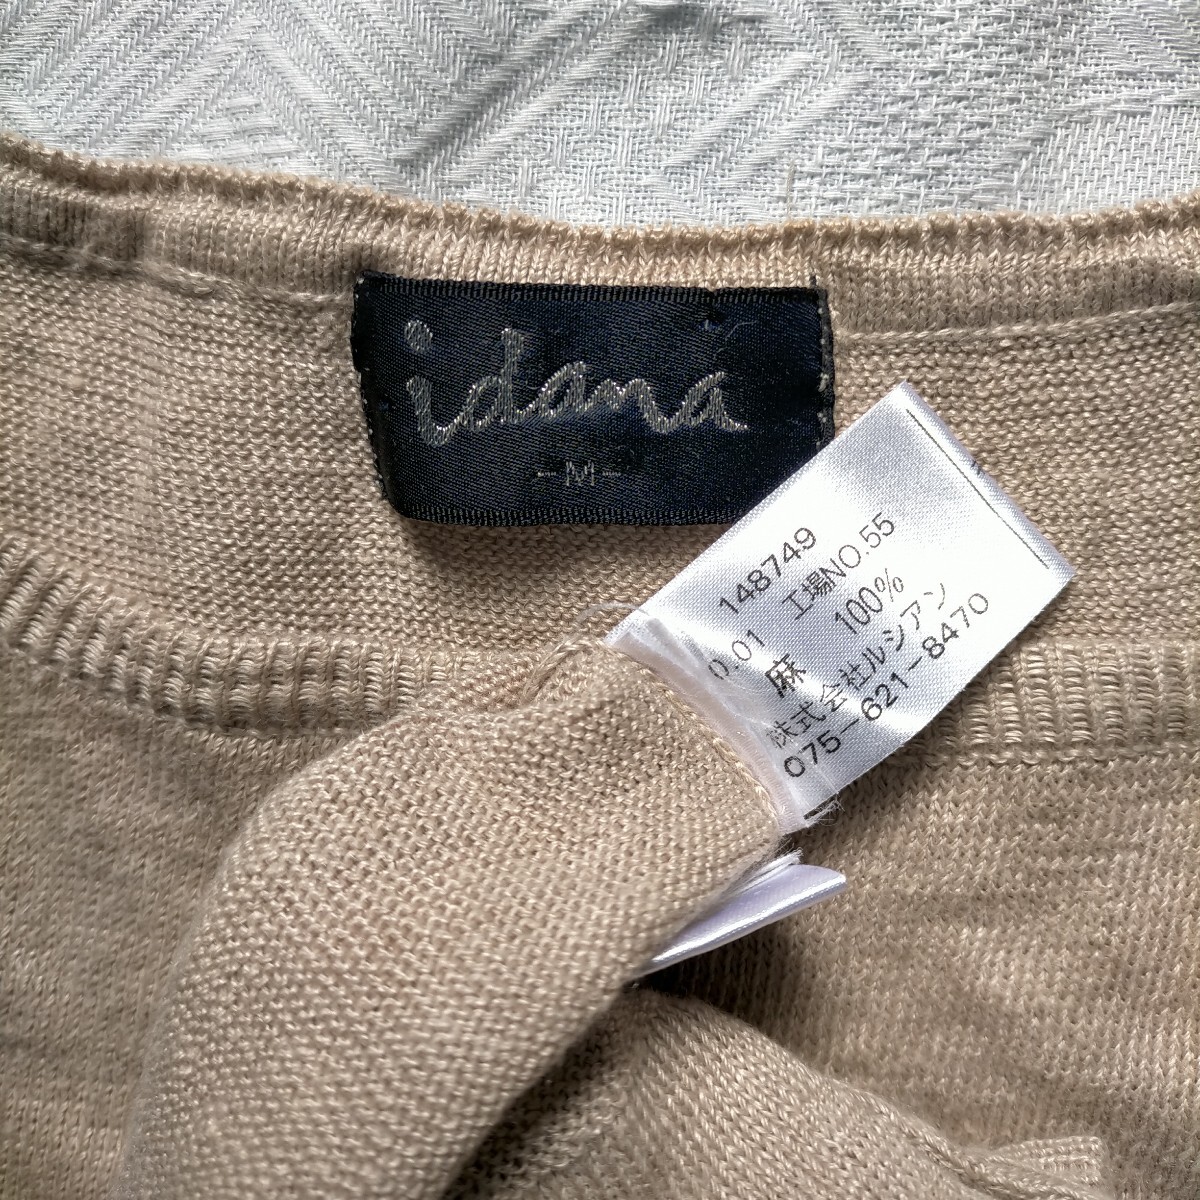 idana
-M-
148749
0.01 工場NO.55
麻 100%
株式会社ルシアン
075-621-8470